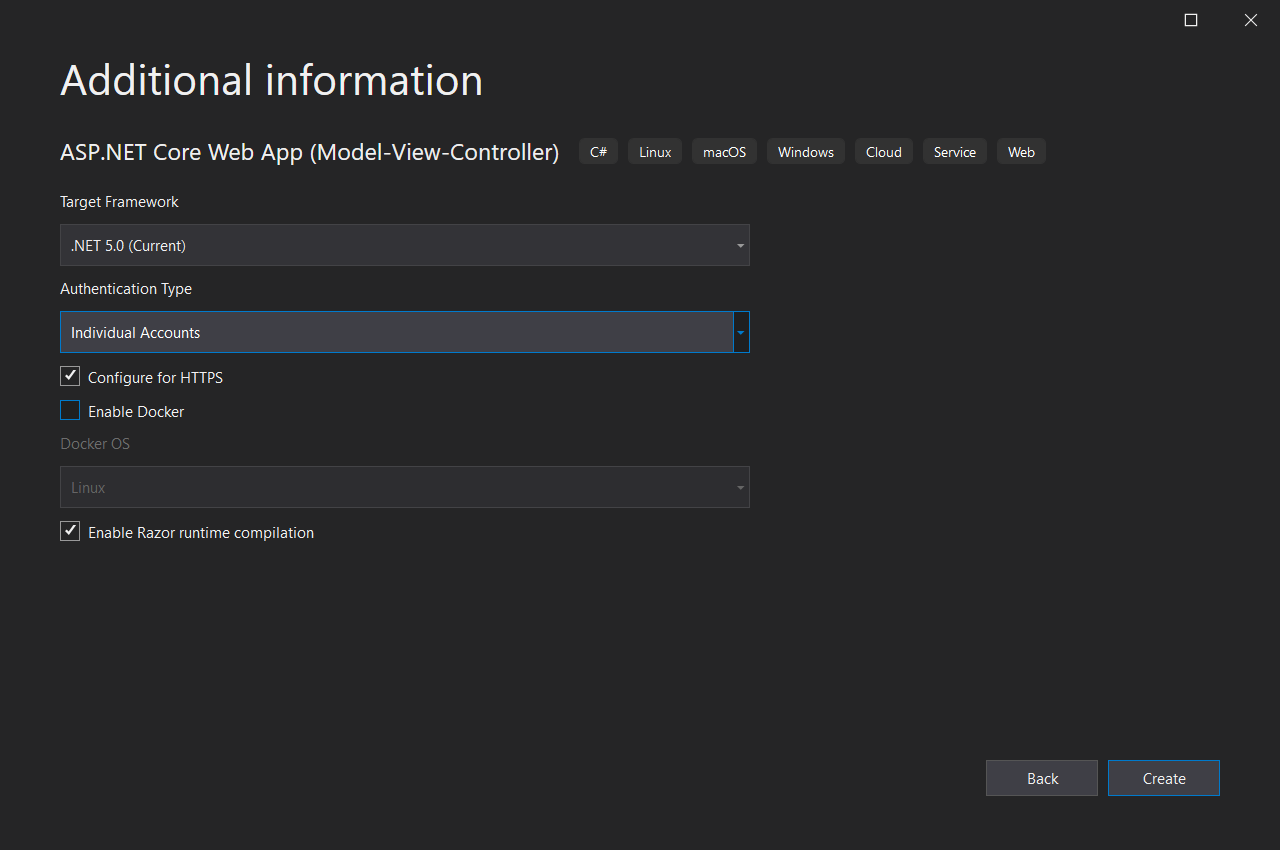 Additional information
ASP.NET Core Web App (Model-View-Controller) C# Linux macOS Windows Cloud Service Web
Target Framework
.NET 5.0 (Current)
Authentication Type
Individual Accounts
Configure for HTTPS
Enable Docker
Docker OS
Linux
Enable Razor runtime compilation
Back Create